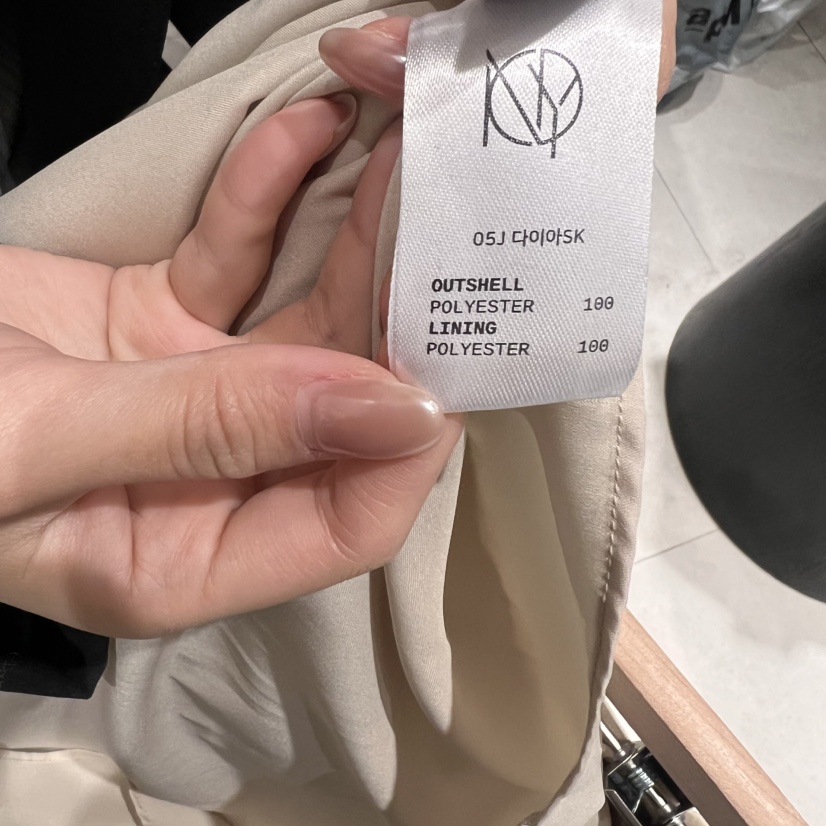 05J 다이아SK
OUTSHELL
POLYESTER 100
LINING
POLYESTER 100